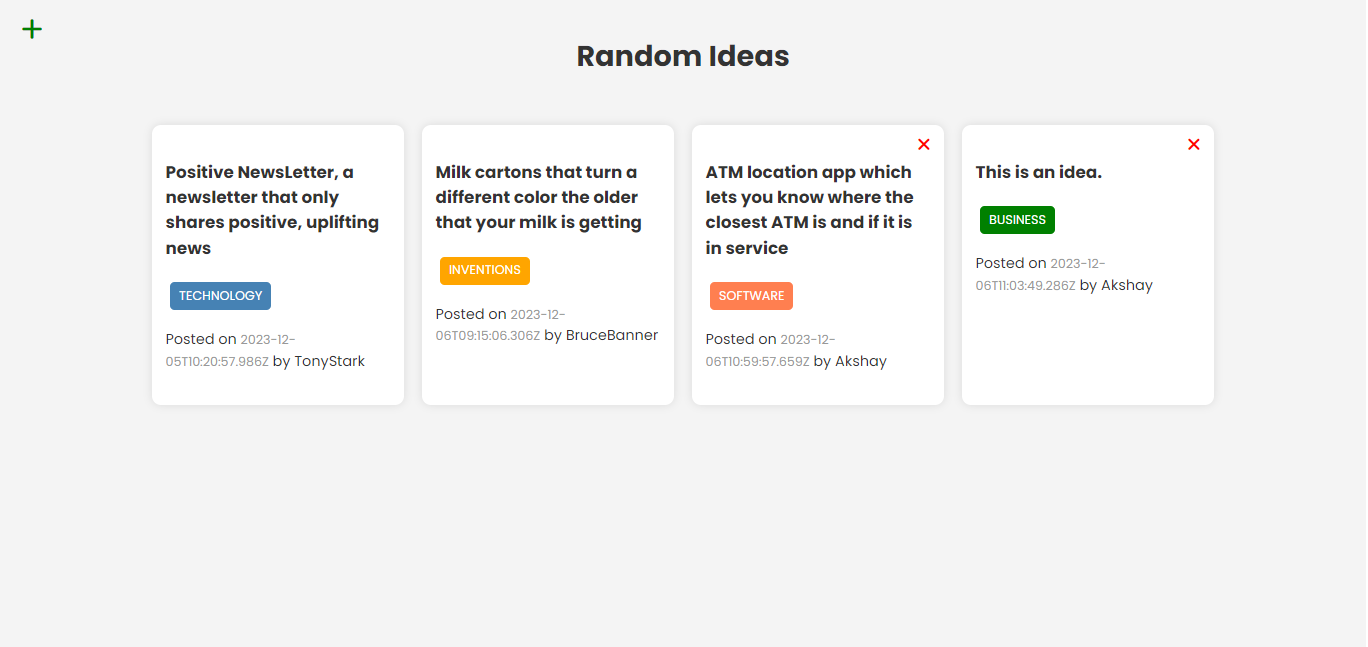 Random Ideas
Positive NewsLetter, a
newsletter that only
shares positive, uplifting
news
TECHNOLOGY
Posted on 2023-12-
05T10:20:57.986Z by TonyStark
Milk cartons that turn a
different color the older
that your milk is getting
INVENTIONS
Posted on 2023-12-
06T09:15:06.306Z by BruceBanner
ATM location app which
lets you know where the
closest ATM is and if it is
in service
SOFTWARE
Posted on 2023-12-
06T10:59:57.659Z by Akshay
This is an idea.
BUSINESS
Posted on 2023-12-
06T11:03:49.286Z by Akshay